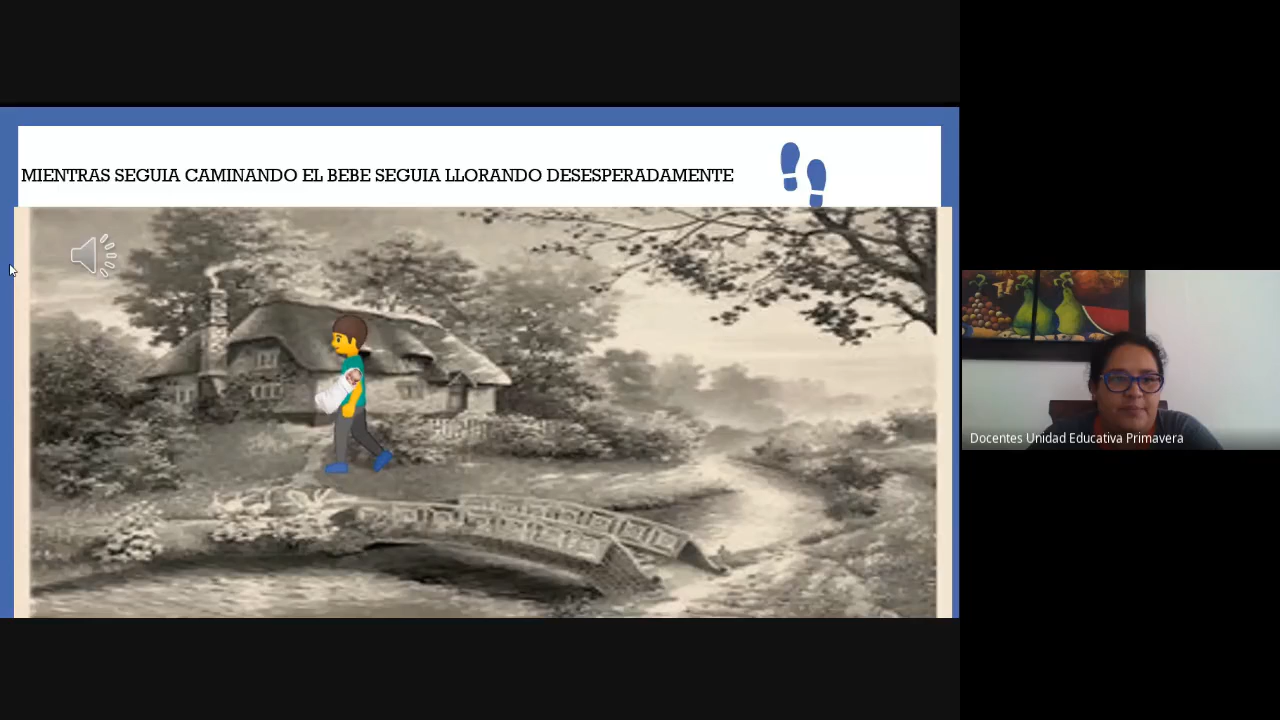 MIENTRAS SEGUIA CAMINANDO EL BEBE SEGUIA LLORANDO DESESPERADAMENTE
Docentes Unidad Educativa Primavera